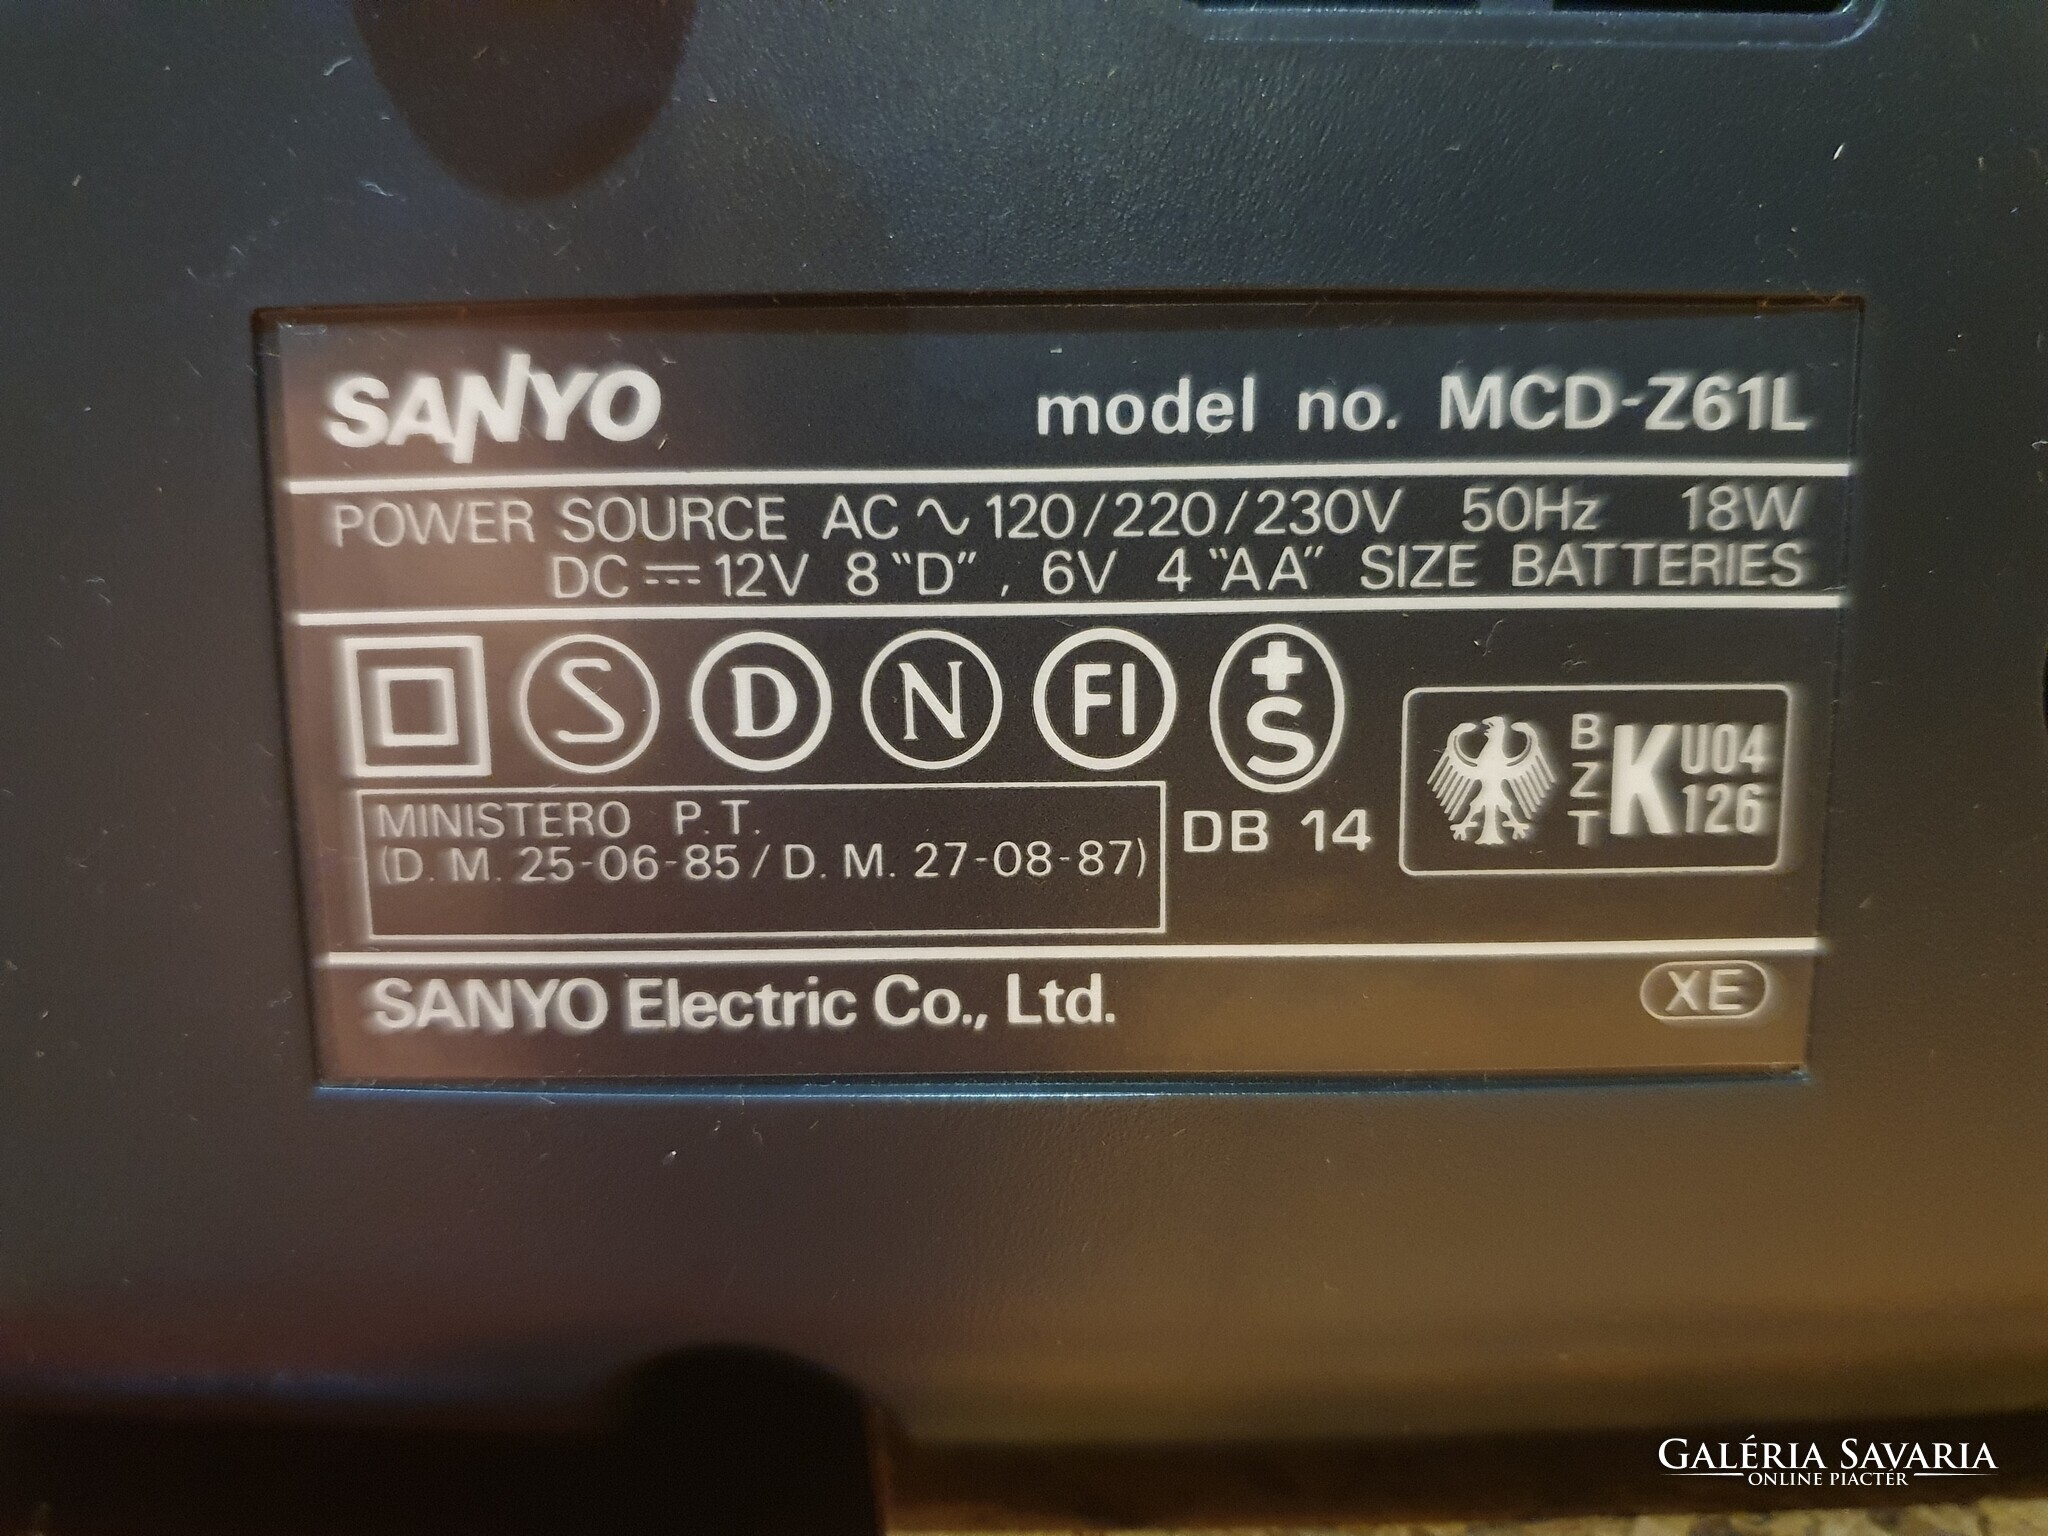 SANYO model no. MCD-Z61L
POWER SOURCE AC ∿ 120/220/230V 50Hz 18W
DC ⎓ 12V 8 "D", 6V 4 "AA" SIZE BATTERIES
S D N FI +S
BZT K U04 126
MINISTERO P.T.
(D.M. 25-06-85/D.M. 27-08-87)
DB 14
SANYO Electric Co., Ltd. XE
GALÉRIA SAVARIA
ONLINE PIACTÉR